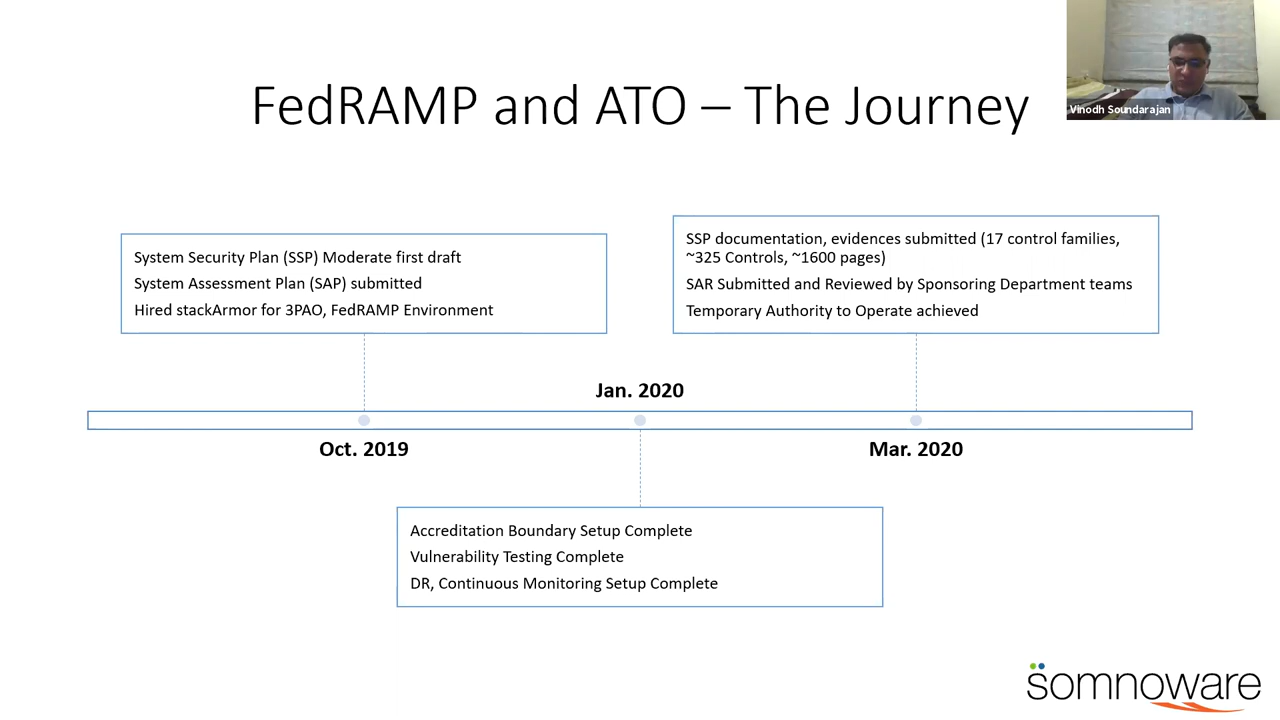 FedRAMP and ATO – The Journey
Vinodh Soundarajan
System Security Plan (SSP) Moderate first draft
System Assessment Plan (SAP) submitted
Hired stackArmor for 3PAO, FedRAMP Environment
SSP documentation, evidences submitted (17 control families,
~325 Controls, ~1600 pages)
SAR Submitted and Reviewed by Sponsoring Department teams
Temporary Authority to Operate achieved
Jan. 2020
Oct. 2019
Mar. 2020
Accreditation Boundary Setup Complete
Vulnerability Testing Complete
DR, Continuous Monitoring Setup Complete
somnoware